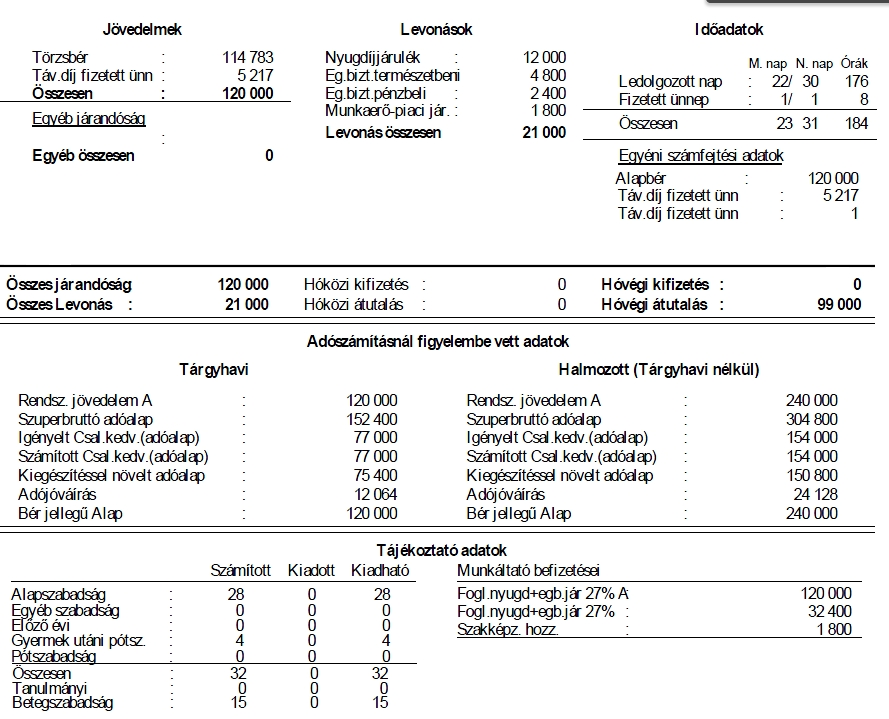 Jövedelmek
Törzsbér : 114 783
Táv.díj fizetett ünn : 5 217
Összesen : 120 000
Egyéb járandóság
:
Egyéb összesen 0
Levonások
Nyugdíjjárulék : 12 000
Eg.bizt.természetbeni 4 800
Eg.bizt.pénzbeli : 2 400
Munkaerő-piaci jár. : 1 800
Levonás összesen 21 000
Időadatok
M. nap N. nap Órák
Ledolgozott nap : 22/ 30 176
Fizetett ünnep : 1/ 1 8
Összesen 23 31 184
Egyéni számfejtési adatok
Alapbér : 120 000
Táv.díj fizetett ünn : 5 217
Táv.díj fizetett ünn : 1
Összes járandóság 120 000 Hóközi kifizetés : 0 Hóvégi kifizetés : 0
Összes Levonás : 21 000 Hóközi átutalás : 0 Hóvégi átutalás : 99 000
Adószámításnál figyelembe vett adatok
Tárgyhavi
Rendsz. jövedelem A : 120 000
Szuperbruttó adóalap : 152 400
Igényelt Csal.kedv.(adóalap) : 77 000
Számított Csal.kedv.(adóalap) : 77 000
Kiegészítéssel növelt adóalap : 75 400
Adójóváírás : 12 064
Bér jellegű Alap : 120 000
Halmozott (Tárgyhavi nélkül)
Rendsz. jövedelem A : 240 000
Szuperbruttó adóalap : 304 800
Igényelt Csal.kedv.(adóalap) : 154 000
Számított Csal.kedv.(adóalap) : 154 000
Kiegészítéssel növelt adóalap : 150 800
Adójóváírás : 24 128
Bér jellegű Alap : 240 000
Tájékoztató adatok
Számított Kiadott Kiadható
Alapszabadság : 28 0 28
Egyéb szabadság : 0 0 0
Előző évi : 0 0 0
Gyermek utáni pótsz. : 4 0 4
Pótszabadság : 0 0 0
Összesen : 32 0 32
Tanulmányi : 0 0 0
Betegszabadság : 15 0 15
Munkáltató befizetései
Fogl.nyugd+egb.jár 27% A: 120 000
Fogl.nyugd+egb.jár 27% : 32 400
Szakképz. hozz. : 1 800